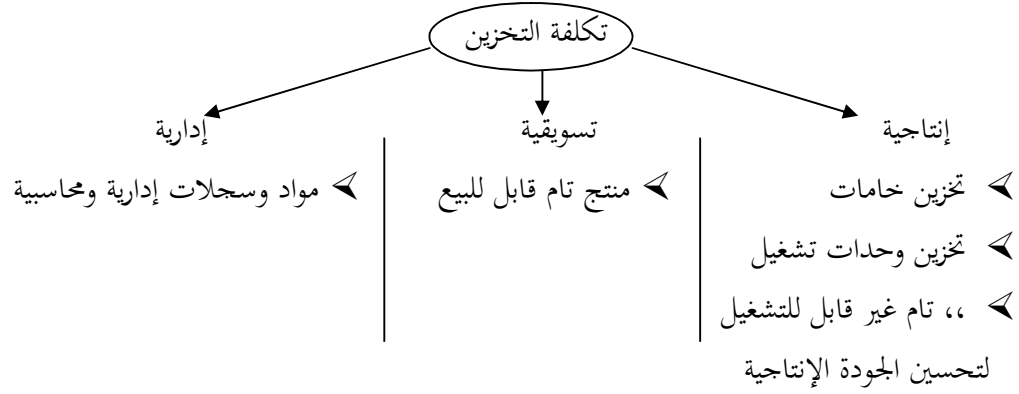 تكلفة التخزين
إنتاجية
تسويقية
إدارية
تخزين خامات
منتج تام قابل للبيع
مواد وسجلات إدارية ومحاسبية
تخزين وحدات تشغيل
،، تام غير قابل للتشغيل
لتحسين الجودة الإنتاجية